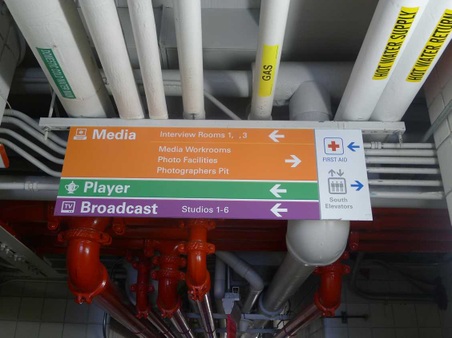 HOT WATER SUPPLY
HOT WATER RETURN
GAS
Media
Interview Rooms 1, .3
Media Workrooms
Photo Facilities
Photographers Pit
Player
TV
Broadcast
Studios 1-6
FIRST AID
South
Elevators